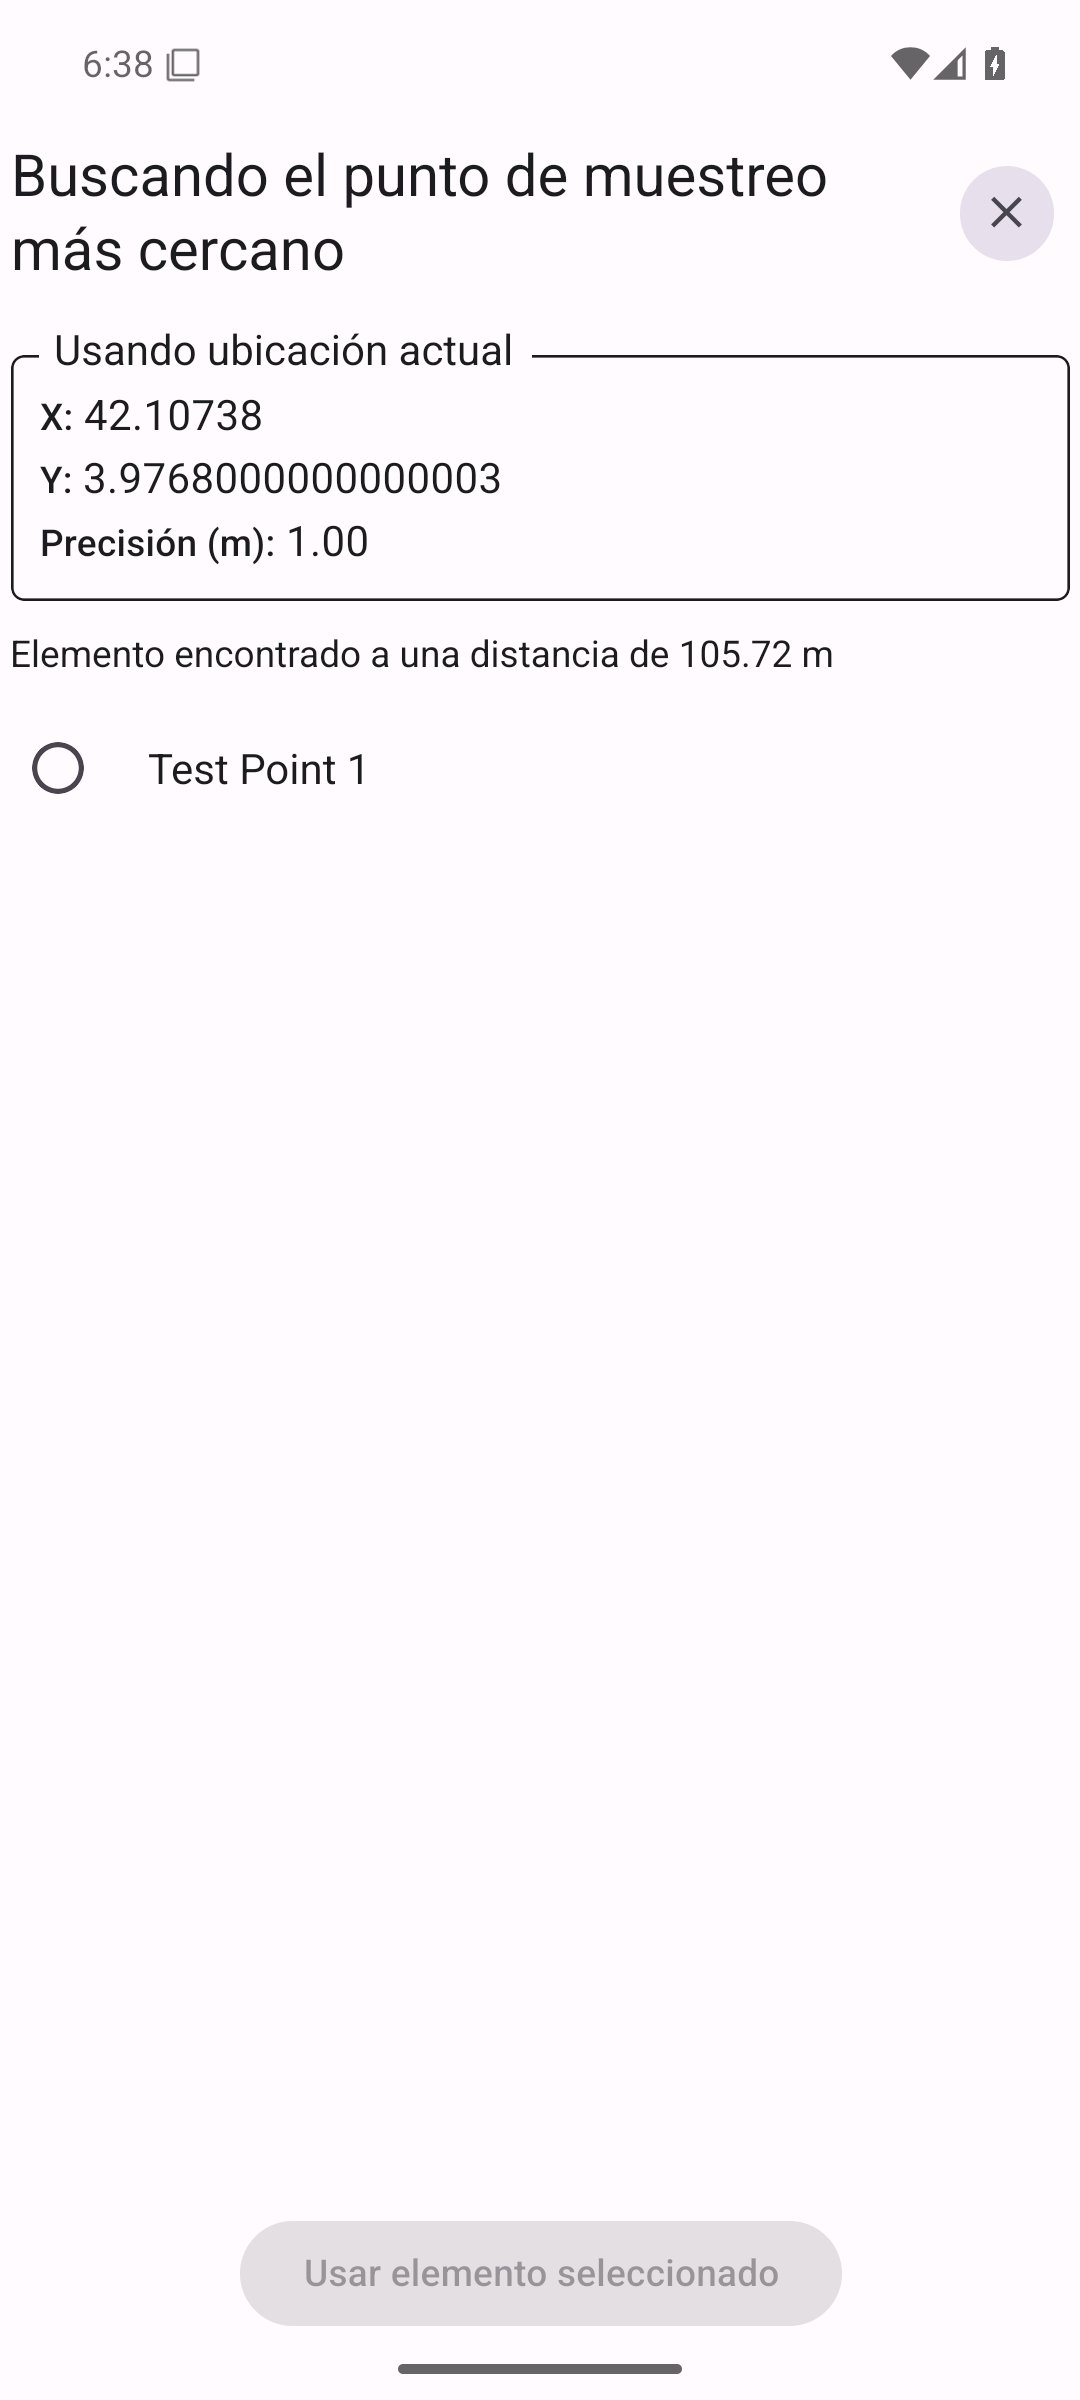 6:38
Buscando el punto de muestreo
más cercano
Usando ubicación actual
X: 42.10738
Y: 3.9768000000000003
Precisión (m): 1.00
Elemento encontrado a una distancia de 105.72 m
Test Point 1
Usar elemento seleccionado